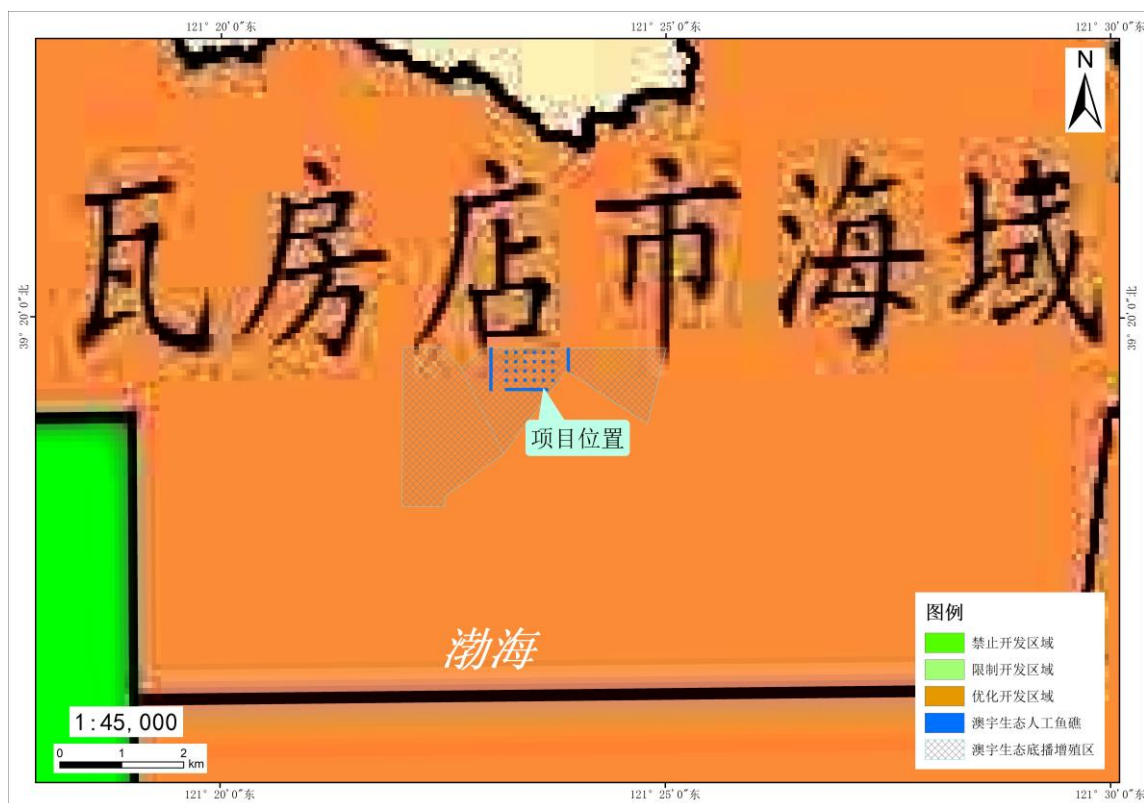 121° 20′0″东
121° 25′0″东
121° 30′0″东
N
瓦房店市海域
39° 20′0″北
39° 20′0″北
项目位置
渤海
图例
禁止开发区域
限制开发区域
优化开发区域
澳宇生态人工鱼礁
澳宇生态底播增殖区
1:45,000
0 1 2
km
121° 20′0″东
121° 25′0″东
121° 30′0″东